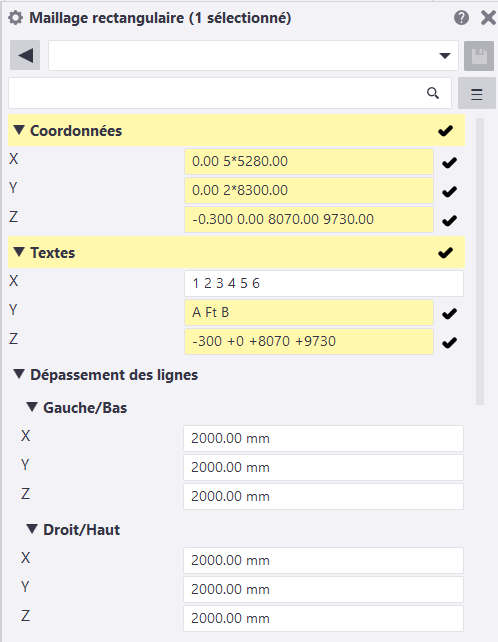 Maillage rectangulaire (1 sélectionné)
Coordonnées
X 0.00 5*5280.00
Y 0.00 2*8300.00
Z -0.300 0.00 8070.00 9730.00
Textes
X 1 2 3 4 5 6
Y A Ft B
Z -300 +0 +8070 +9730
Dépassement des lignes
Gauche/Bas
X 2000.00 mm
Y 2000.00 mm
Z 2000.00 mm
Droit/Haut
X 2000.00 mm
Y 2000.00 mm
Z 2000.00 mm